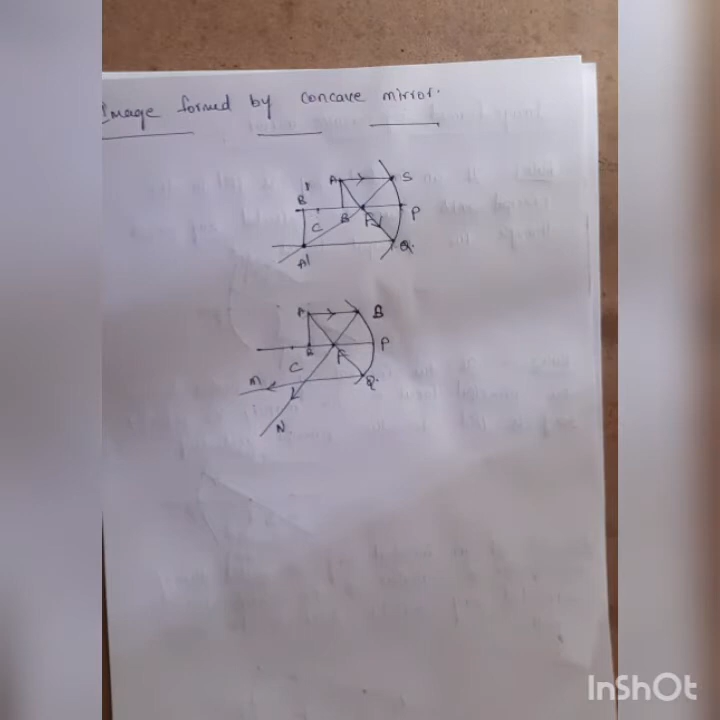 Image formed by concave mirror.
A S
B' B F P
C
A' Q
A B
B F P
C
M Q
N
InShOt